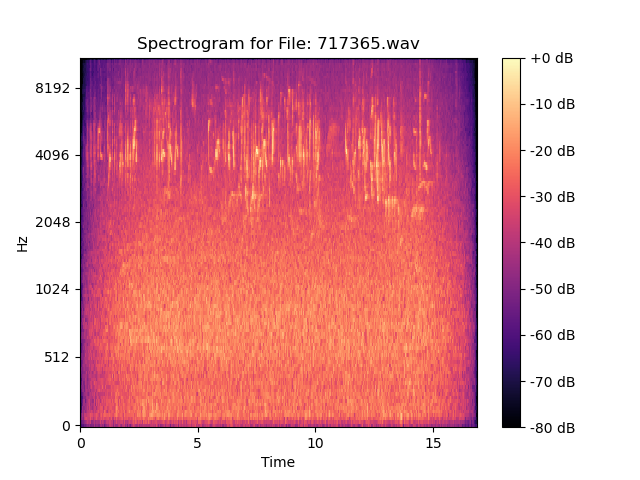 Spectrogram for File: 717365.wav
8192
4096
2048
1024
512
0
Hz
0
5
10
15
Time
+0 dB
-10 dB
-20 dB
-30 dB
-40 dB
-50 dB
-60 dB
-70 dB
-80 dB